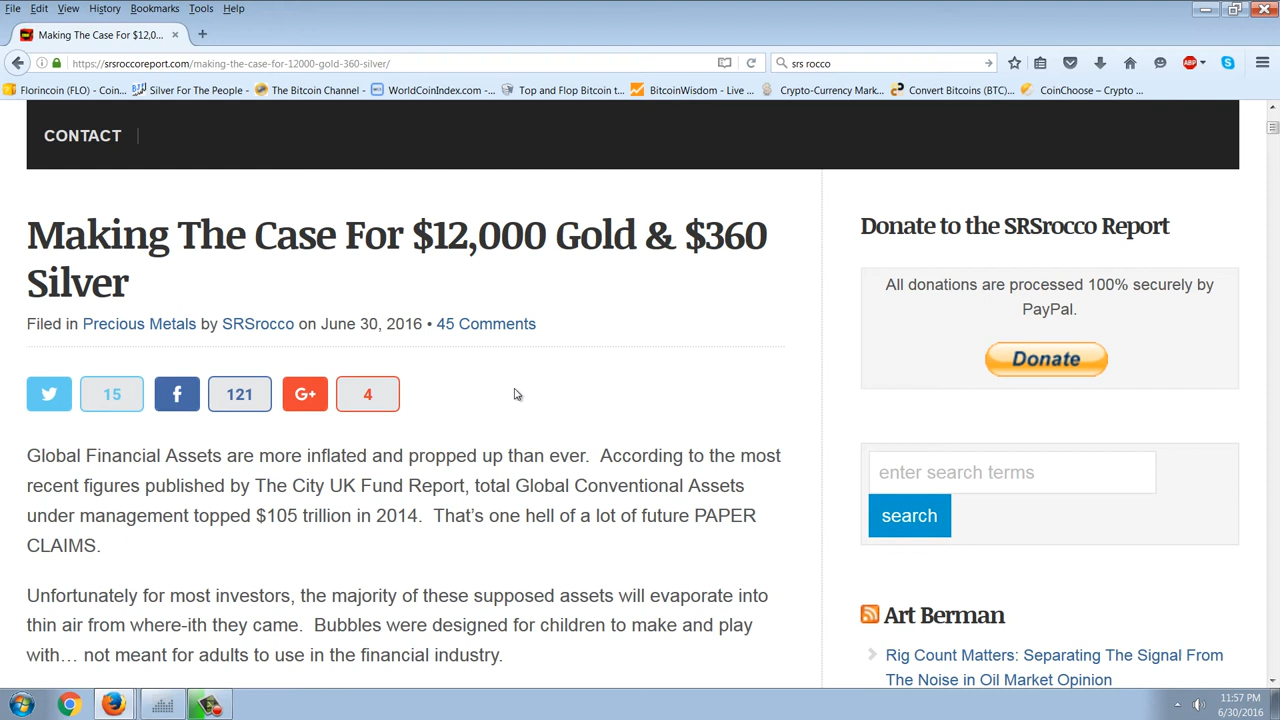 File Edit View History Bookmarks Tools Help
Making The Case For $12,0...
https://srsroccoreport.com/making-the-case-for-12000-gold-360-silver/
srs rocco
ABP
Florincoin (FLO) - Coin...
Silver For The People - ...
The Bitcoin Channel - ...
WorldCoinIndex.com -...
Top and Flop Bitcoin t...
BitcoinWisdom - Live ...
Crypto-Currency Mark...
Convert Bitcoins (BTC)...
CoinChoose – Crypto ...
CONTACT
Making The Case For $12,000 Gold & $360
Silver
Filed in Precious Metals by SRSrocco on June 30, 2016 • 45 Comments
15 f 121 G+ 4
Global Financial Assets are more inflated and propped up than ever. According to the most
recent figures published by The City UK Fund Report, total Global Conventional Assets
under management topped $105 trillion in 2014. That's one hell of a lot of future PAPER
CLAIMS.
Unfortunately for most investors, the majority of these supposed assets will evaporate into
thin air from where-ith they came. Bubbles were designed for children to make and play
with… not meant for adults to use in the financial industry.
Donate to the SRSrocco Report
All donations are processed 100% securely by
PayPal.
Donate
enter search terms
search
Art Berman
Rig Count Matters: Separating The Signal From
The Noise in Oil Market Opinion
11:57 PM
6/30/2016